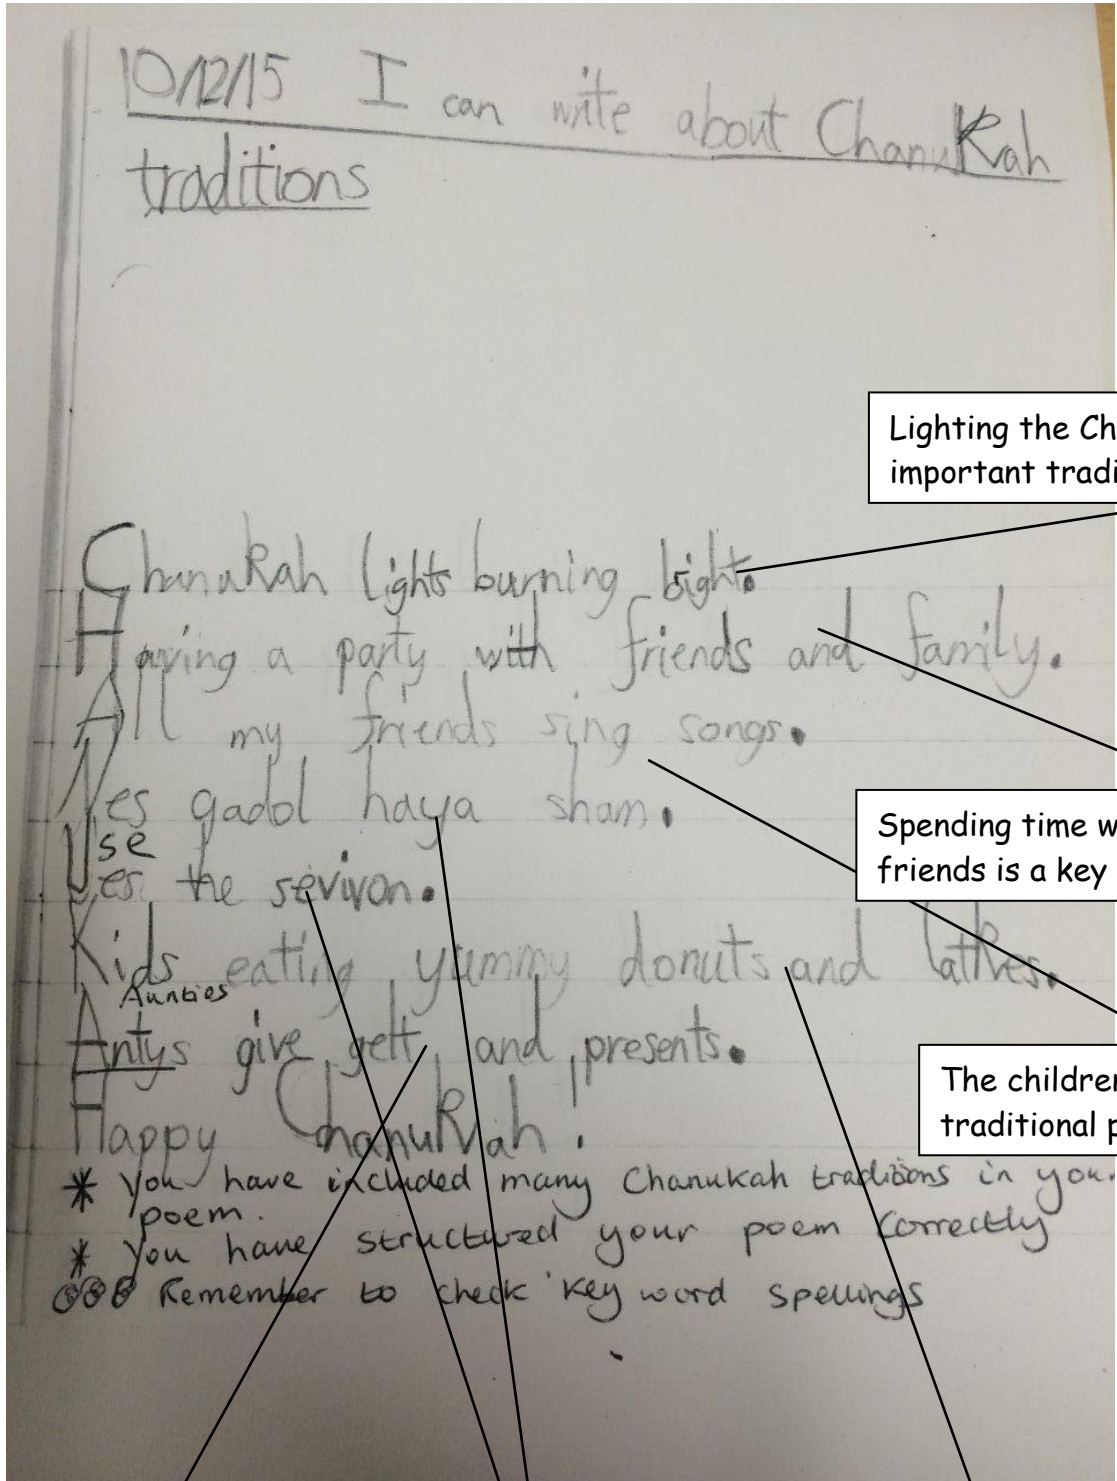 10/12/15 I can write about Chanukah
traditions
Lighting the Ch
important tradi
Chanukah lights burning bright.
Having a party with friends and family.
All my friends sing songs.
Nes gadol haya sham.
Spending time w
friends is a key
Use
Ues the sevivon.
Kids eating yummy donuts and latkes.
Aunties
Antys give gelt and presents.
The children
traditional p
Happy Chanukah!
* You have included many Chanukah traditions in you.
poem.
* You have structured your poem correctly
Remember to check key word spellings